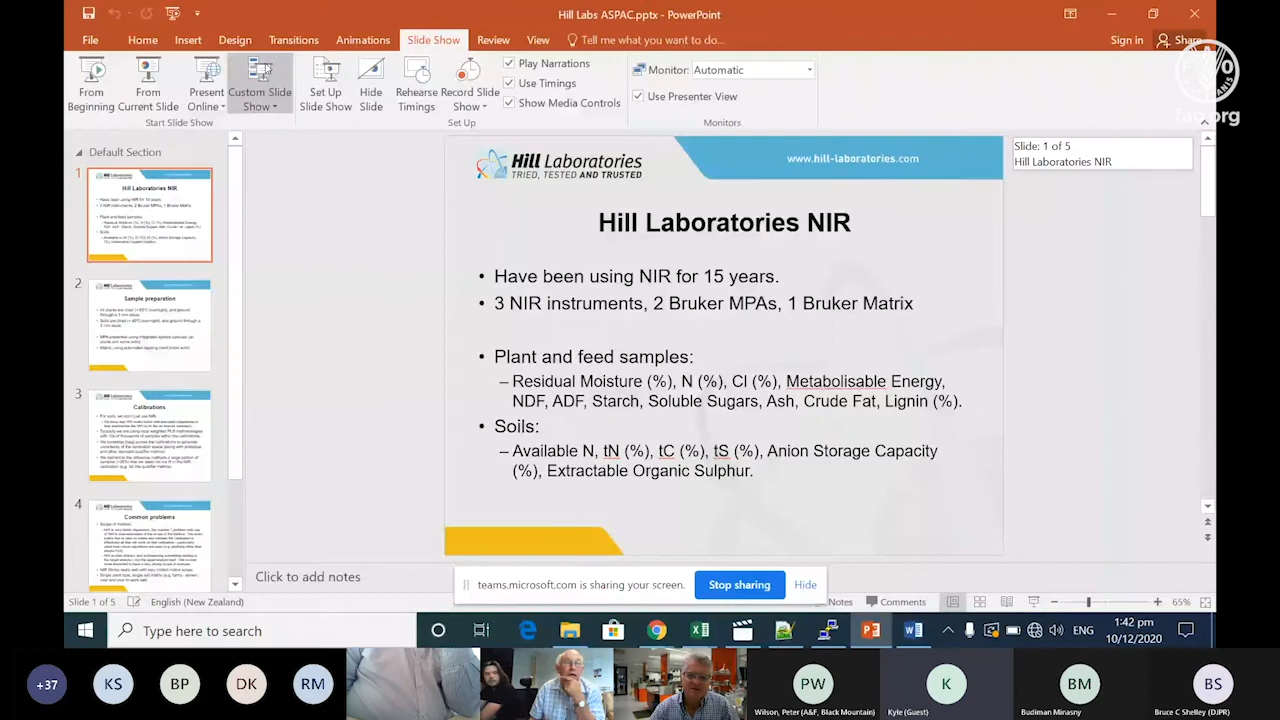 Hill Labs ASPAC.pptx - PowerPoint
File Home Insert Design Transitions Animations Slide Show Review View Tell me what you want to do... Sign in Share
From Beginning
From Current Slide
Present Online
Custom Slide Show
Set Up Slide Show
Hide Slide
Rehearse Timings
Record Slide Show
Play Narrations
Use Timings
Show Media Controls
Monitor: Automatic
Use Presenter View
Start Slide Show Set Up Monitors
fao.org
Default Section
1
Hill Laboratories NIR
2
Sample preparation
3
Calibrations
4
Common problems
Hill Laboratories
TRIED, TESTED AND TRUSTED
www.hill-laboratories.com
Hill Laboratories NIR
• Have been using NIR for 15 years.
• 3 NIR instruments, 2 Bruker MPAs, 1 Bruker Matrix
• Plant and feed samples:
– Residual Moisture (%), N (%), Cl (%), Metabolisable Energy,
NDF, ADF, Starch, Soluble Sugars, Ash, Crude Fat, Lignin (%).
• Soils:
(%), tC (%), tS (%), Anion Storage Capacity
(%), Organic Sulphur.
Slide: 1 of 5
Hill Laboratories NIR
Click to add notes
is sharing your screen. Stop sharing Hide
Slide 1 of 5 English (New Zealand) Notes Comments 65%
Type here to search
ENG
1:42 pm
10/12/2020
+37 KS BP DK RM PW K BM BS
Wilson, Peter (A&F, Black Mountain) Kyle (Guest) Budiman Minasny Bruce C Shelley (DJPR)